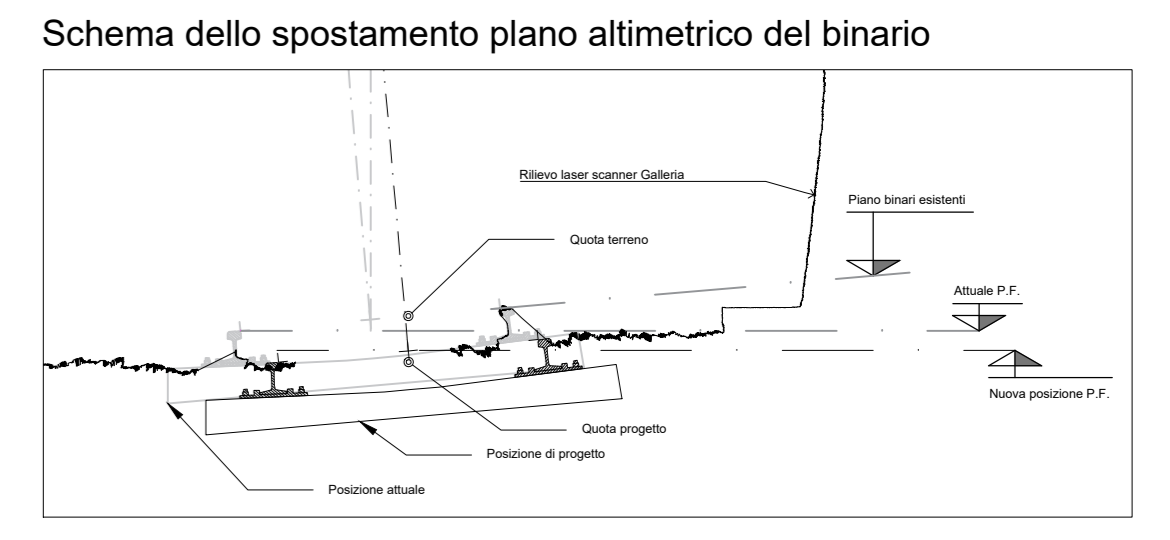 Schema dello spostamento plano altimetrico del binario
Rilievo laser scanner Galleria
Piano binari esistenti
Quota terreno
Attuale P.F.
Nuova posizione P.F.
Quota progetto
Posizione di progetto
Posizione attuale